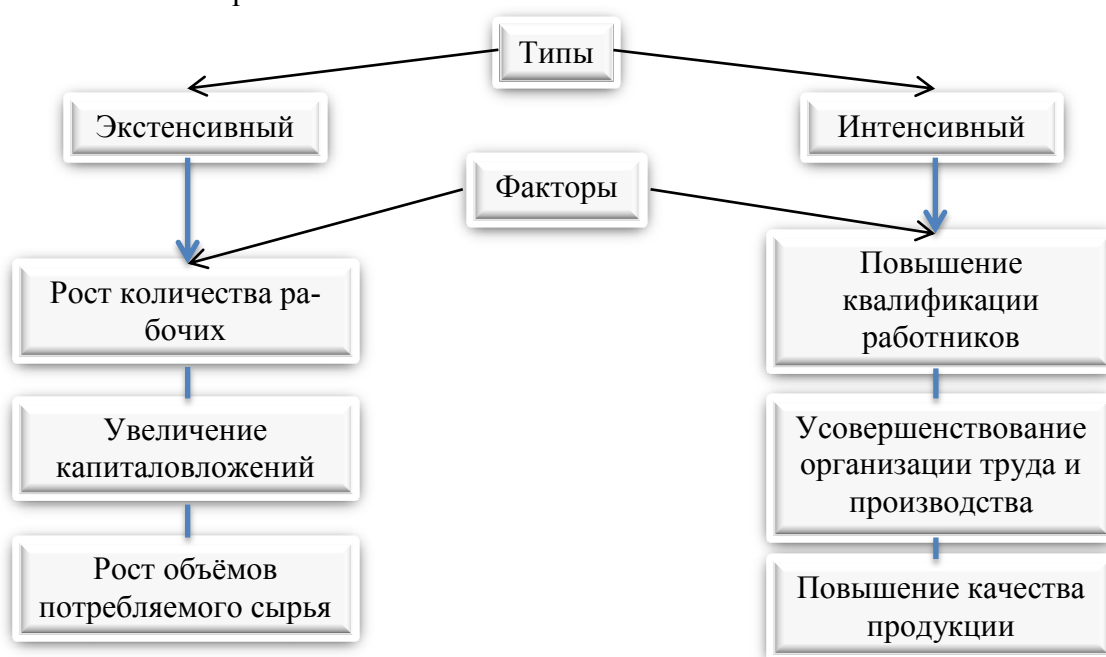 Типы
Экстенсивный
Интенсивный
Факторы
Рост количества ра-
бочих
Повышение
квалификации
работников
Увеличение
капиталовложений
Усовершенствование
организации труда и
производства
Рост объёмов
потребляемого сырья
Повышение качества
продукции